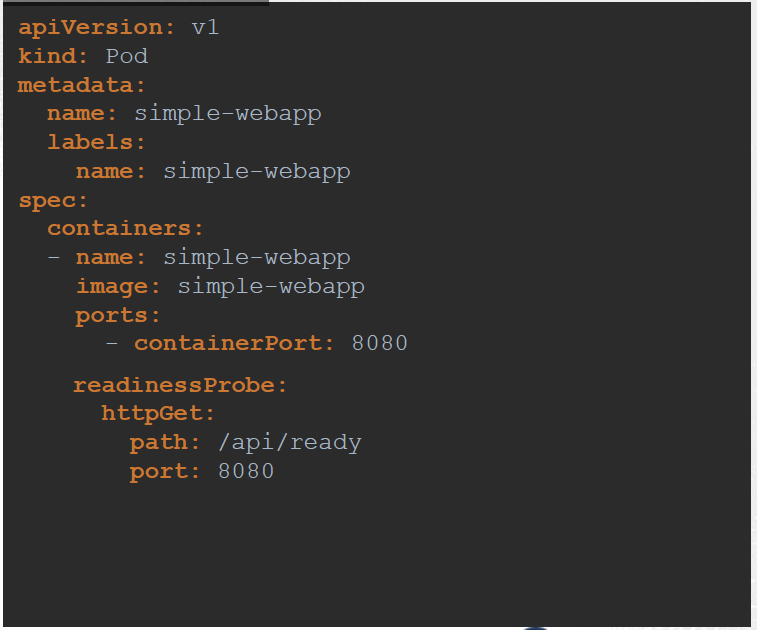 apiVersion: v1
kind: Pod
metadata:
  name: simple-webapp
  labels:
    name: simple-webapp
spec:
  containers:
  - name: simple-webapp
    image: simple-webapp
    ports:
      - containerPort: 8080
    readinessProbe:
      httpGet:
        path: /api/ready
        port: 8080